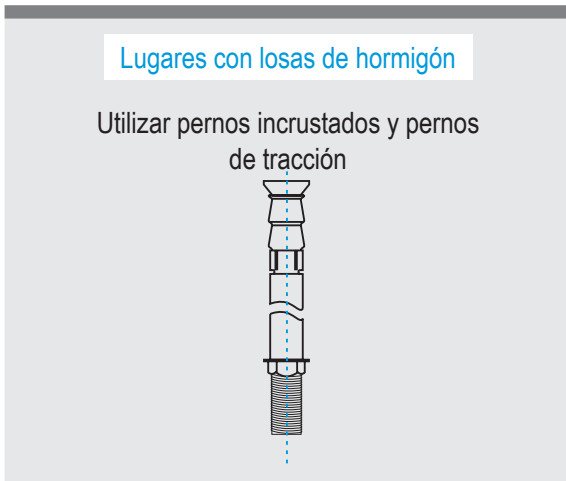 Lugares con losas de hormigón
Utilizar pernos incrustados y pernos
de tracción